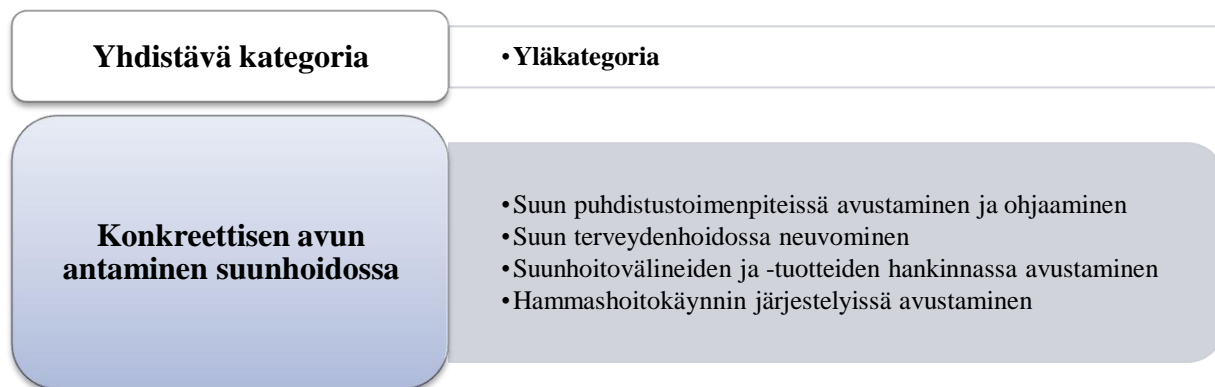 Yhdistävä kategoria
•Yläkategoria
Konkreettisen avun
antaminen suunhoidossa
•Suun puhdistustoimenpiteissä avustaminen ja ohjaaminen
•Suun terveydenhoidossa neuvominen
•Suunhoitovälineiden ja -tuotteiden hankinnassa avustaminen
•Hammashoitokäynnin järjestelyissä avustaminen